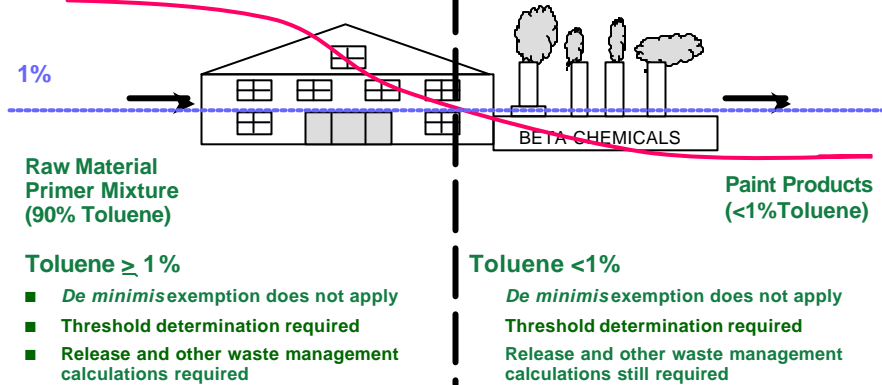 1%
BETA CHEMICALS
Raw Material
Primer Mixture
(90% Toluene)
Paint Products
(<1%Toluene)
Toluene ≥ 1%
■ De minimis exemption does not apply
■ Threshold determination required
■ Release and other waste management
calculations required
Toluene <1%
De minimis exemption does not apply
Threshold determination required
Release and other waste management
calculations still required